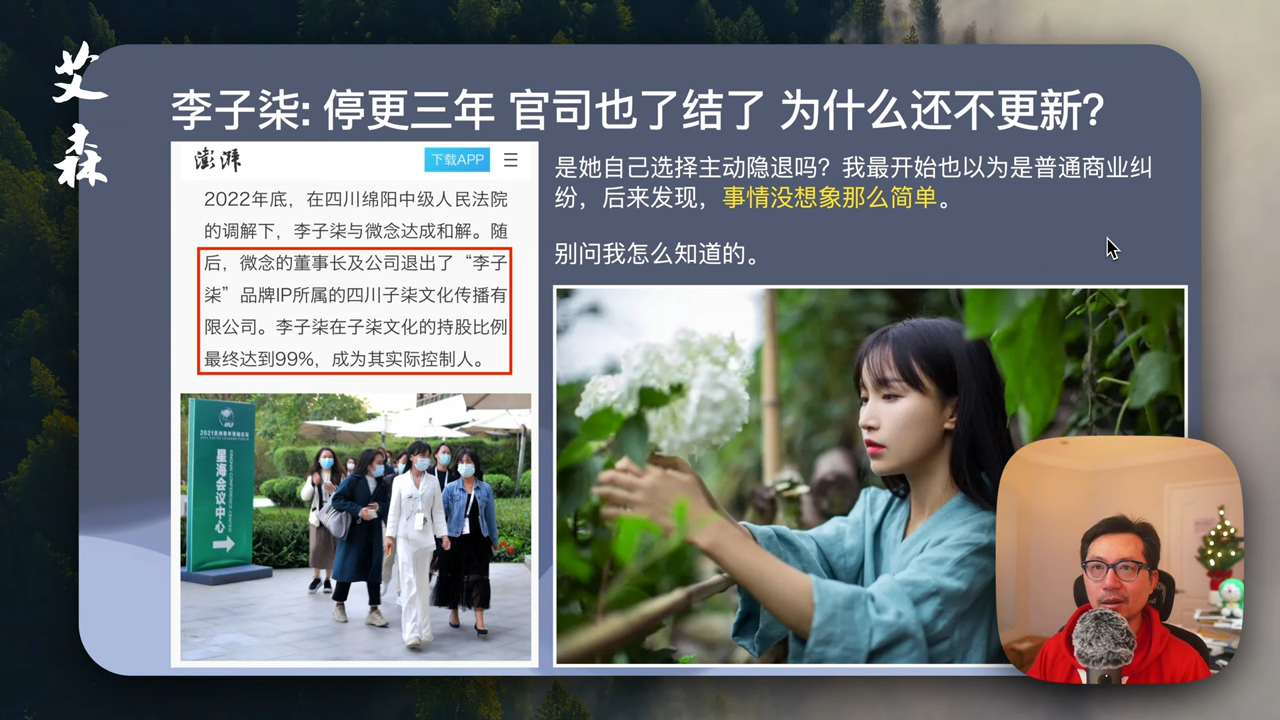 艾森
李子柒: 停更三年 官司也了结了 为什么还不更新?
澎湃
下载APP
2022年底，在四川绵阳中级人民法院
的调解下，李子柒与微念达成和解。随
后，微念的董事长及公司退出了“李子
柒”品牌IP所属的四川子柒文化传播有
限公司。李子柒在子柒文化的持股比例
最终达到99%，成为其实际控制人。
星海会议中心
是她自己选择主动隐退吗？我最开始也以为是普通商业纠
纷，后来发现，事情没想象那么简单。
别问我怎么知道的。